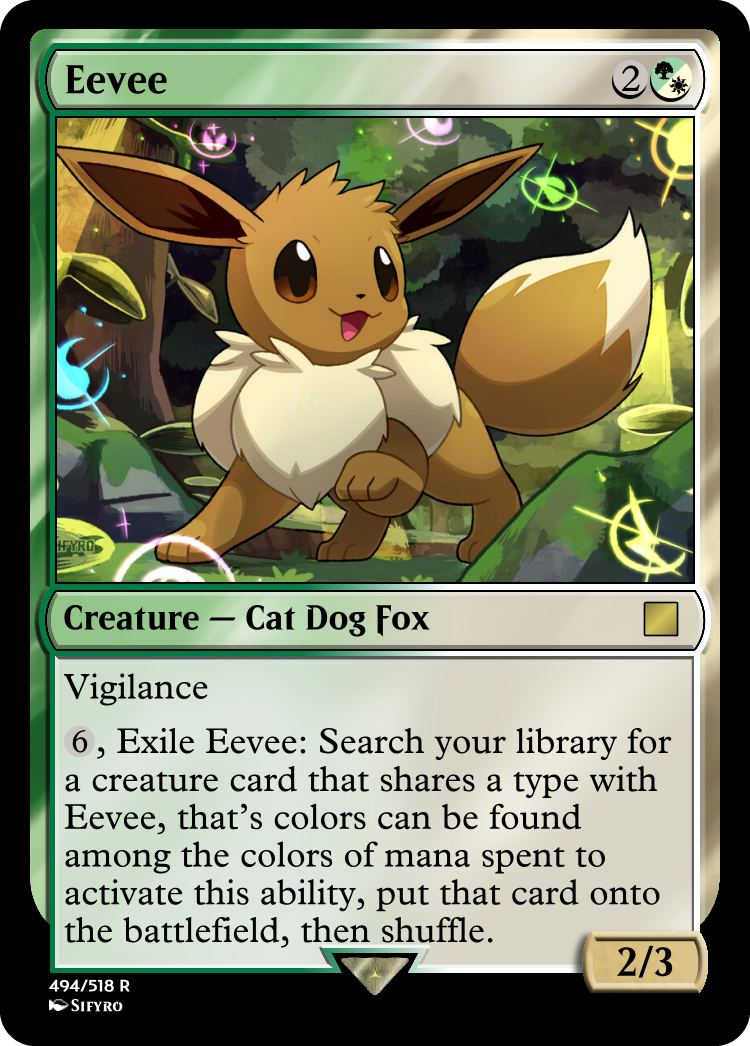 Eevee 2
IFYRO
Creature — Cat Dog Fox
Vigilance
6, Exile Eevee: Search your library for
a creature card that shares a type with
Eevee, that’s colors can be found
among the colors of mana spent to
activate this ability, put that card onto
the battlefield, then shuffle.
2/3
494/518 R
Sifyro